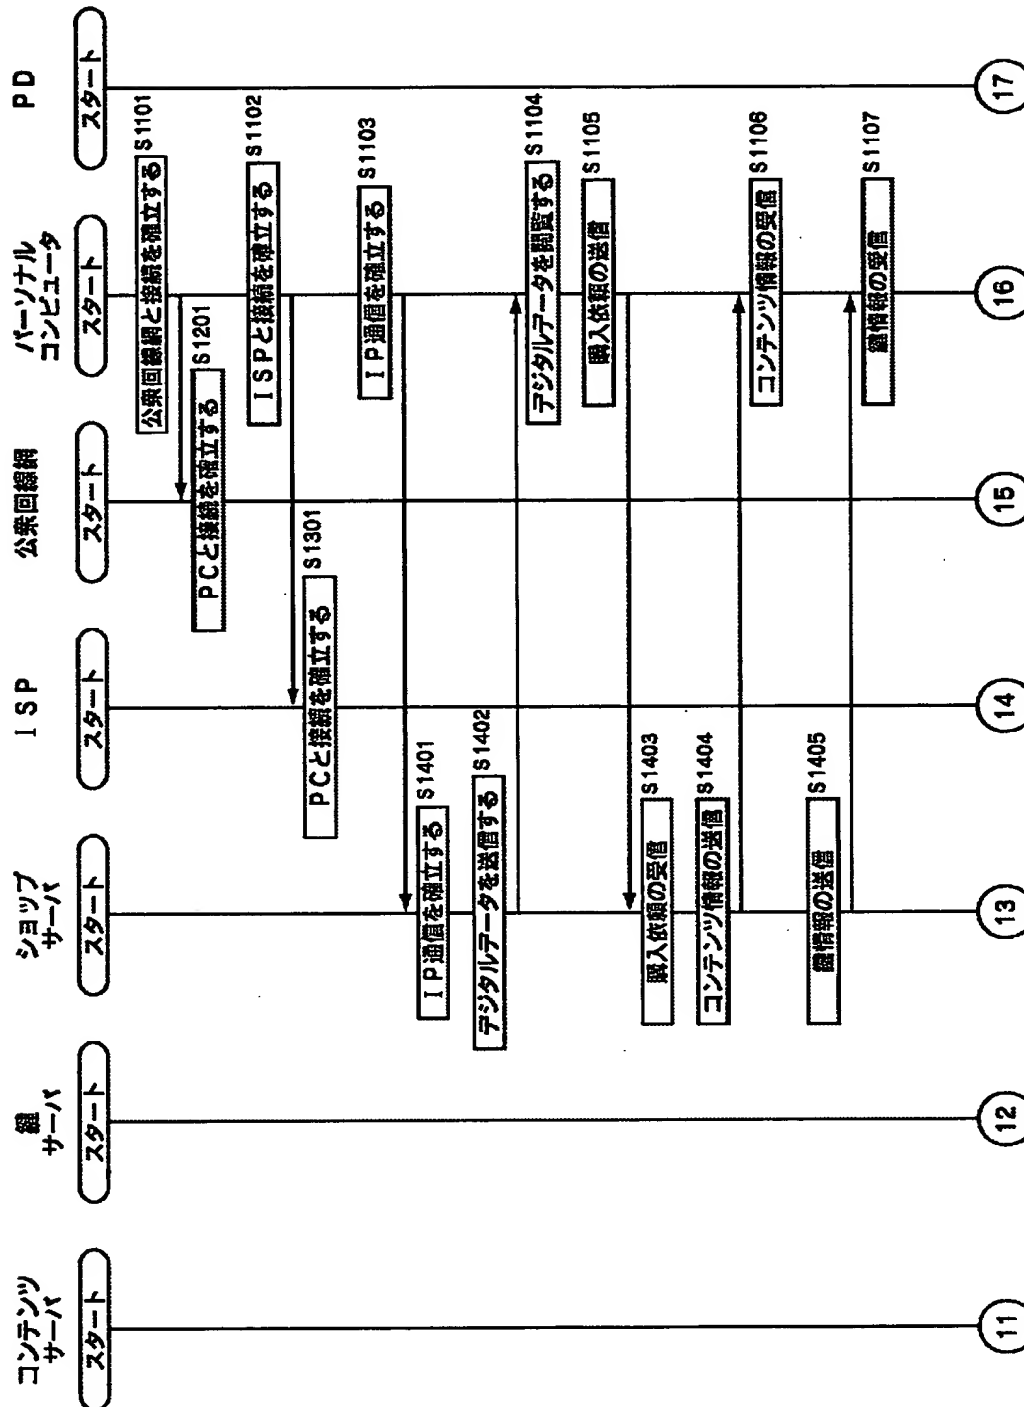 コンテンツ
サーバ
鍵
サーバ
ショップ
サーバ
ISP
公衆回線網
パーソナル
コンピュータ
PD
スタート
スタート
スタート
スタート
スタート
スタート
スタート
公衆回線網と接続を確立する
S1101
PCと接続を確立する
S1201
ISPと接続を確立する
S1102
PCと接続を確立する
S1301
IP通信を確立する
S1103
IP通信を確立する
S1401
デジタルデータを送信する
S1402
デジタルデータを閲覧する
S1104
購入依頼の送信
S1105
購入依頼の受信
S1403
コンテンツ情報の送信
S1404
コンテンツ情報の受信
S1106
鍵情報の送信
S1405
鍵情報の受信
S1107
11
12
13
14
15
16
17